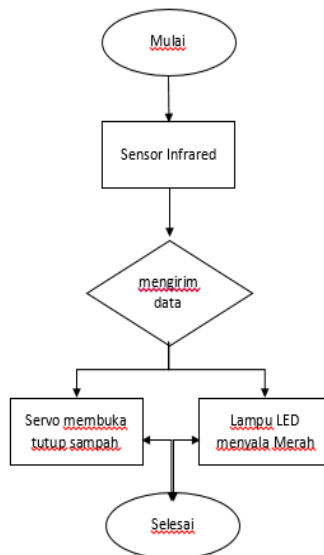 Mulai
Sensor Infrared
mengirim
data
Servo membuka
tutup sampah
Lampu LED
menyala Merah
Selesai